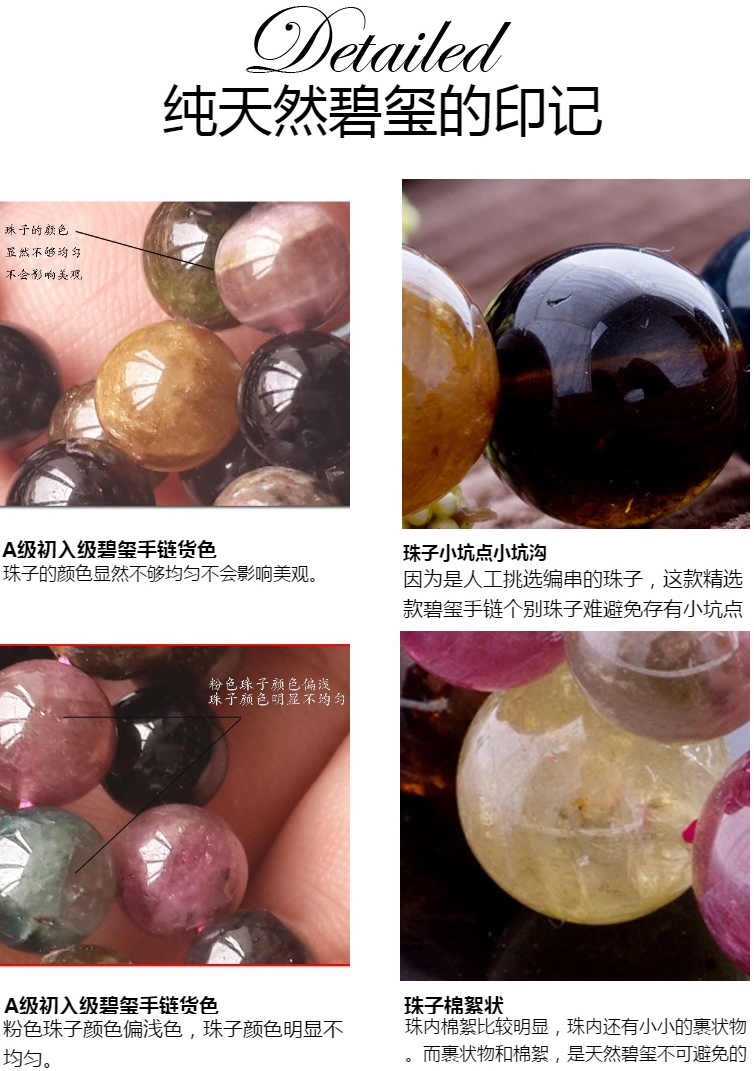 Detailed
纯天然碧玺的印记
珠子的颜色
显然不够均匀
不会影响美观
A级初入级碧玺手链货色
珠子的颜色显然不够均匀不会影响美观。
珠子小坑点小坑沟
因为是人工挑选编串的珠子，这款精选
款碧玺手链个别珠子难避免存有小坑点
粉色珠子颜色偏浅
珠子颜色明显不均匀
A级初入级碧玺手链货色
粉色珠子颜色偏浅色，珠子颜色明显不
均匀。
珠子棉絮状
珠内棉絮比较明显，珠内还有小小的裹状物
。而裹状物和棉絮，是天然碧玺不可避免的